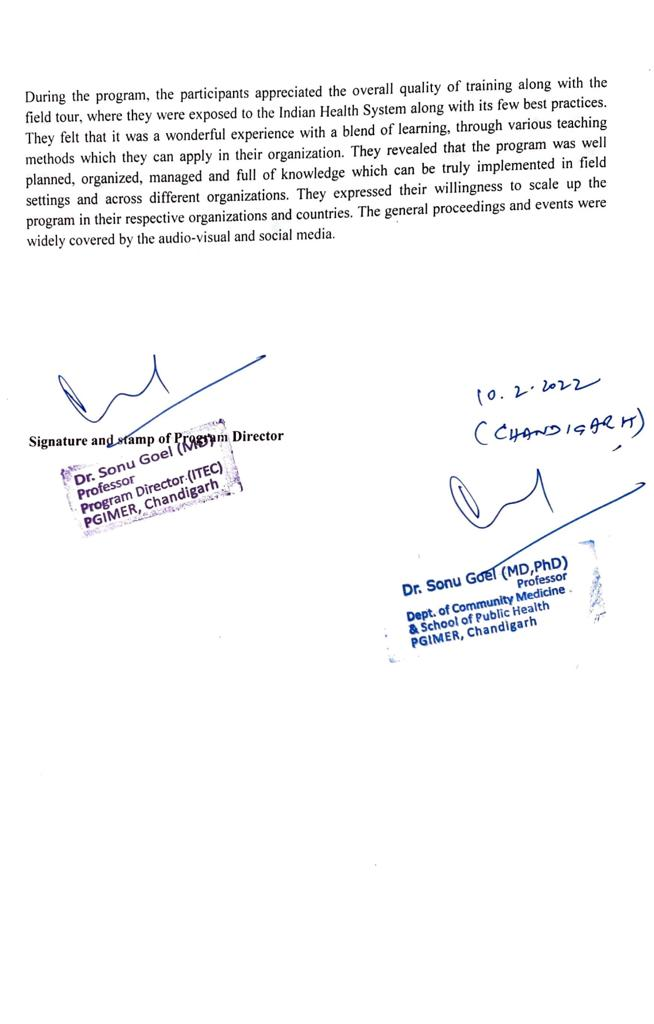 During the program, the participants appreciated the overall quality of training along with the
field tour, where they were exposed to the Indian Health System along with its few best practices.
They felt that it was a wonderful experience with a blend of learning, through various teaching
methods which they can apply in their organization. They revealed that the program was well
planned, organized, managed and full of knowledge which can be truly implemented in field
settings and across different organizations. They expressed their willingness to scale up the
program in their respective organizations and countries. The general proceedings and events were
widely covered by the audio-visual and social media.
Signature and stamp of Program Director
Dr. Sonu Goel (MD)
Professor
Program Director (ITEC)
PGIMER, Chandigarh
10.2.2022
(CHANDIGARH)
Dr. Sonu Goel (MD,PhD)
Professor
Dept. of Community Medicine
& School of Public Health
PGIMER, Chandigarh